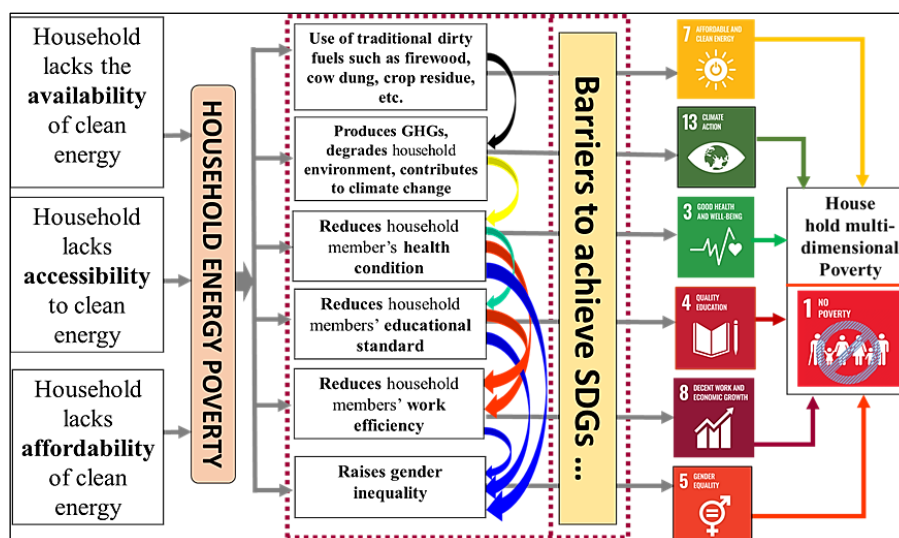 Household
lacks the
availability
of clean
energy
Household
lacks
accessibility
to clean
energy
Household
lacks
affordability
of clean
energy
HOUSEHOLD ENERGY POVERTY
Use of traditional dirty
fuels such as firewood,
cow dung, crop residue,
etc.
Produces GHGs,
degrades household
environment, contributes
to climate change
Reduces household
member's health
condition
Reduces household
members' educational
standard
Reduces household
members' work
efficiency
Raises gender
inequality
Barriers to achieve SDGs ...
7 AFFORDABLE AND
CLEAN ENERGY
13 CLIMATE
ACTION
3 GOOD HEALTH
AND WELL-BEING
4 QUALITY
EDUCATION
8 DECENT WORK AND
ECONOMIC GROWTH
5 GENDER
EQUALITY
House
hold multi-
dimensional
Poverty
1 NO
POVERTY